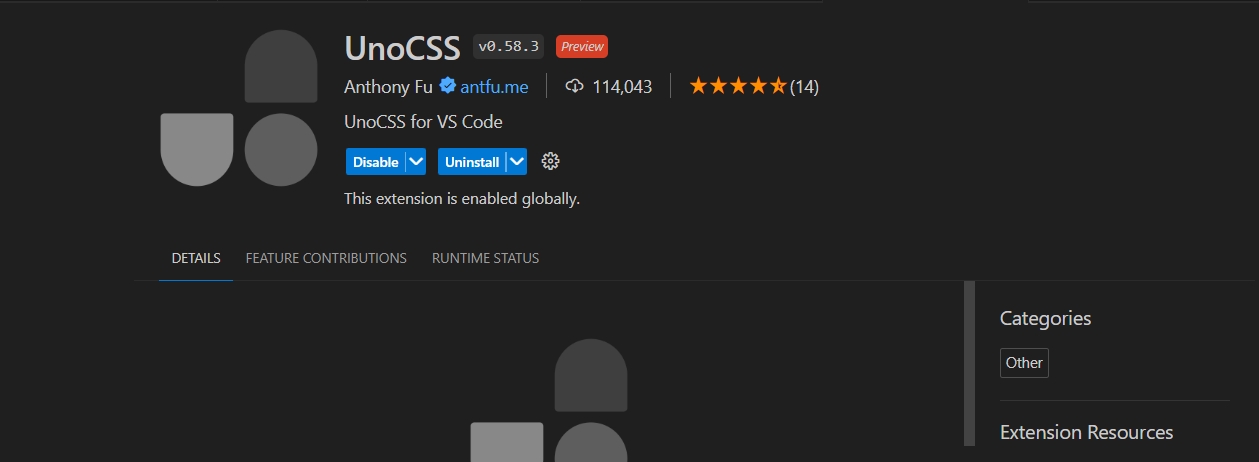 UnoCSS v0.58.3 Preview
Anthony Fu antfu.me 114,043 (14)
UnoCSS for VS Code
Disable Uninstall
This extension is enabled globally.
DETAILS FEATURE CONTRIBUTIONS RUNTIME STATUS
Categories
Other
Extension Resources